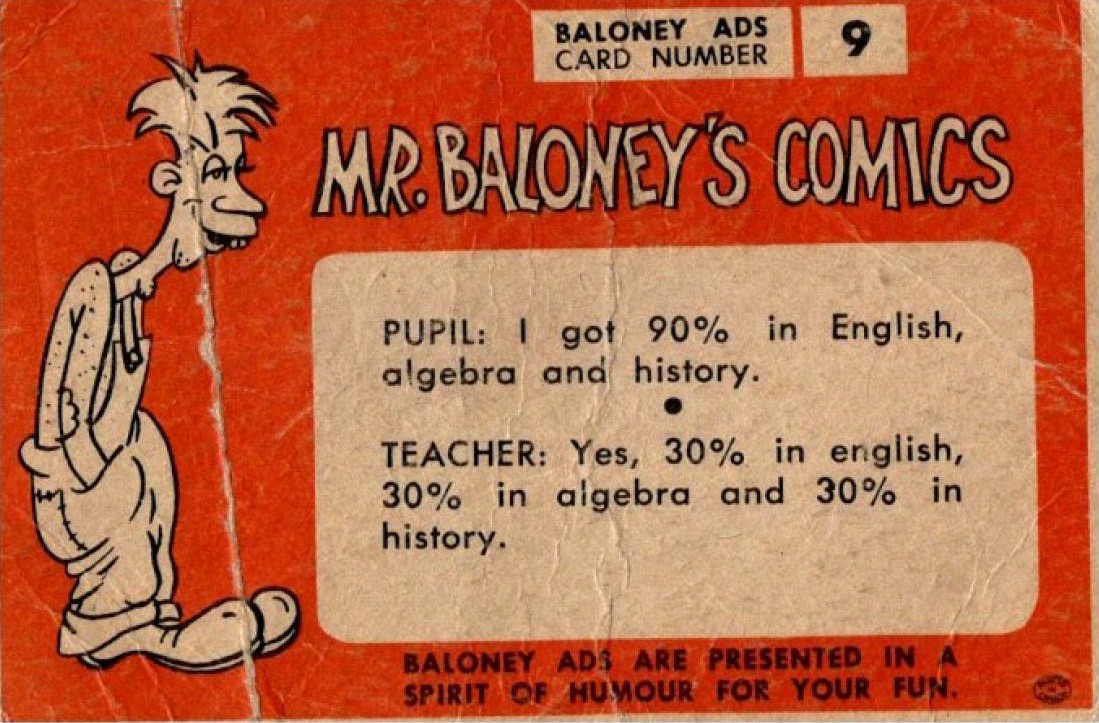 BALONEY ADS
CARD NUMBER
9
MR. BALONEY'S COMICS
PUPIL: I got 90% in English,
algebra and history.
•
TEACHER: Yes, 30% in english,
30% in algebra and 30% in
history.
BALONEY ADS ARE PRESENTED IN A
SPIRIT OF HUMOUR FOR YOUR FUN.